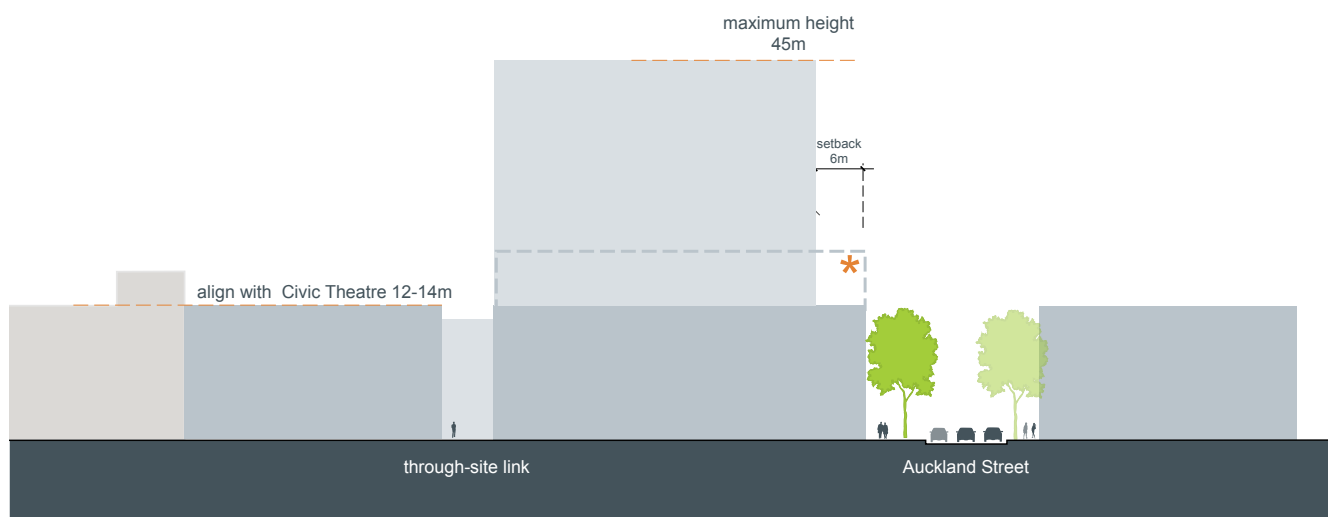 maximum height
45m
setback
6m
*
align with Civic Theatre 12-14m
through-site link
Auckland Street